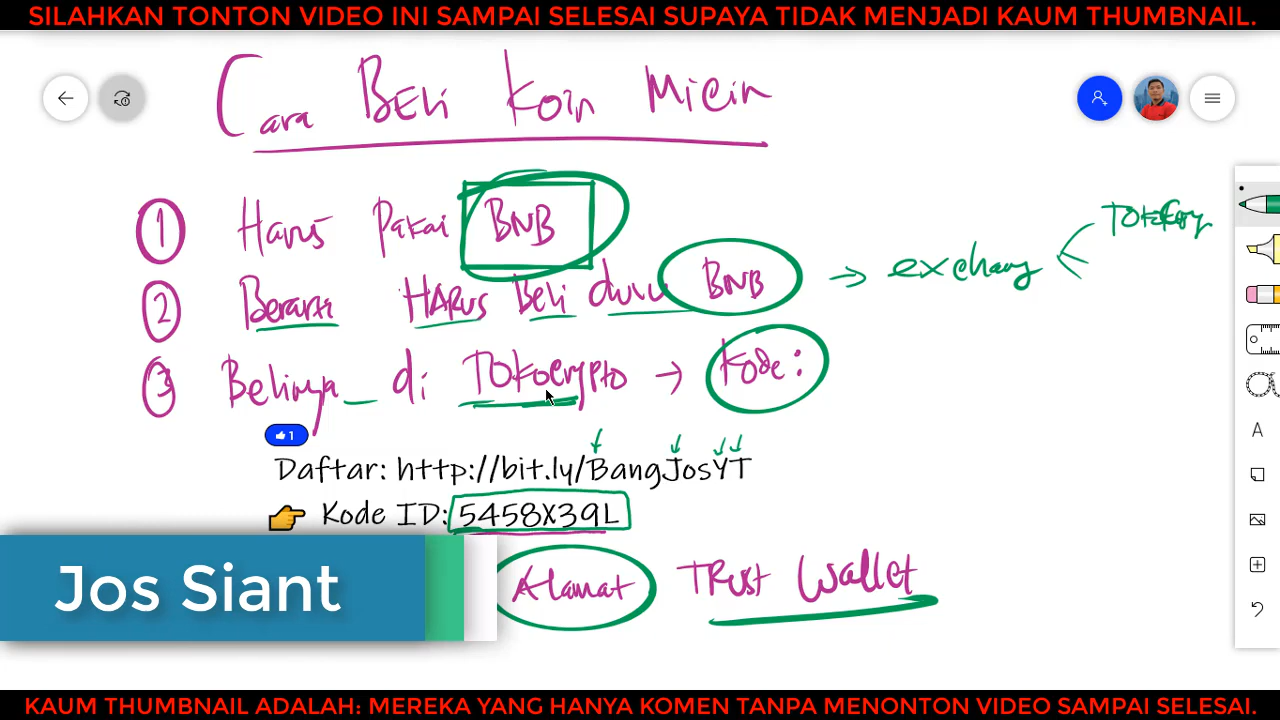 SILAHKAN TONTON VIDEO INI SAMPAI SELESAI SUPAYA TIDAK MENJADI KAUM THUMBNAIL.
Cara Beli Koin Micin
1 Harus Pakai BNB
2 Berarti HARUS Beli dulu BNB → exchang Tokocry
3 Belinya di Tokocrypto → Kode:
1
Daftar: http://bit.ly/BangJosYT
👉 Kode ID: 5458X39L
Jos Siant
Alamat TRUST Wallet
KAUM THUMBNAIL ADALAH: MEREKA YANG HANYA KOMEN TANPA MENONTON VIDEO SAMPAI SELESAI.